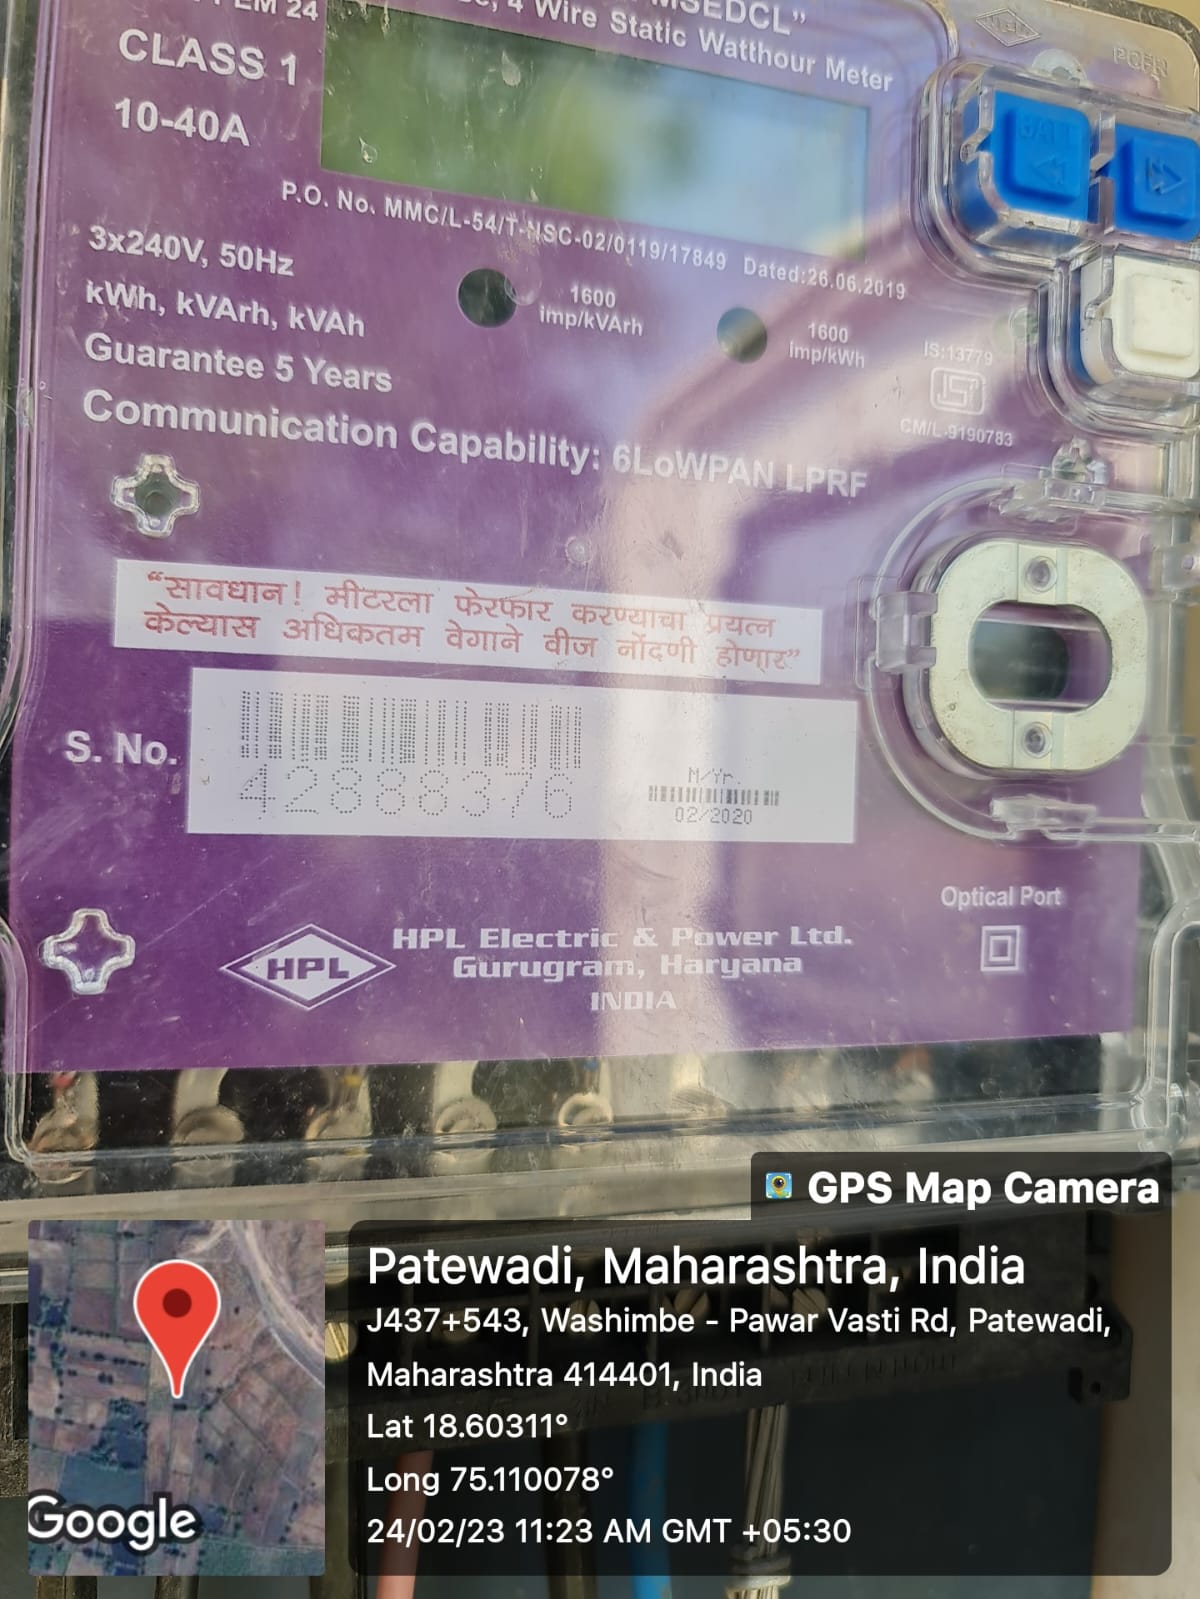 EM 24
MSEDCL”
4 Wire Static Watthour Meter
CLASS 1
10-40A
BATT
P.O. No. MMC/L-54/T-NSC-02/0119/17849 Dated:26.06.2019
3x240V, 50Hz
kWh, kVArh, kVAh
Guarantee 5 Years
1600
imp/kVArh
1600
imp/kWh
IS:13779
CM/L-9190783
Communication Capability: 6LoWPAN LPRF
“सावधान! मीटरला फेरफार करण्याचा प्रयत्न
केल्यास अधिकतम वेगाने वीज नोंदणी होणार”
S. No.
42888376
M/Yr.
02/2020
Optical Port
HPL
HPL Electric & Power Ltd.
Gurugram, Haryana
INDIA
GPS Map Camera
Patewadi, Maharashtra, India
J437+543, Washimbe - Pawar Vasti Rd, Patewadi,
Maharashtra 414401, India
Lat 18.60311°
Long 75.110078°
24/02/23 11:23 AM GMT +05:30
Google